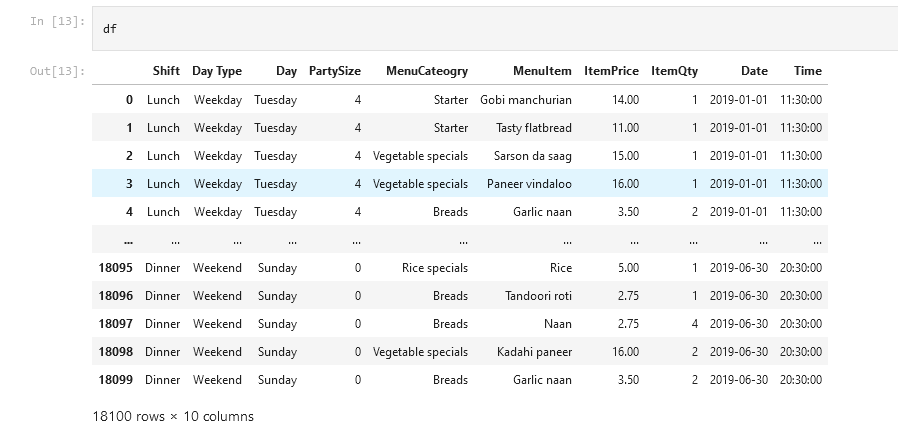 In [13]: df
Out[13]:
Shift Day Type Day PartySize MenuCateogry MenuItem ItemPrice ItemQty Date Time
0 Lunch Weekday Tuesday 4 Starter Gobi manchurian 14.00 1 2019-01-01 11:30:00
1 Lunch Weekday Tuesday 4 Starter Tasty flatbread 11.00 1 2019-01-01 11:30:00
2 Lunch Weekday Tuesday 4 Vegetable specials Sarson da saag 15.00 1 2019-01-01 11:30:00
3 Lunch Weekday Tuesday 4 Vegetable specials Paneer vindaloo 16.00 1 2019-01-01 11:30:00
4 Lunch Weekday Tuesday 4 Breads Garlic naan 3.50 2 2019-01-01 11:30:00
... ... ... ... ... ... ... ... ... ... ...
18095 Dinner Weekend Sunday 0 Rice specials Rice 5.00 1 2019-06-30 20:30:00
18096 Dinner Weekend Sunday 0 Breads Tandoori roti 2.75 1 2019-06-30 20:30:00
18097 Dinner Weekend Sunday 0 Breads Naan 2.75 4 2019-06-30 20:30:00
18098 Dinner Weekend Sunday 0 Vegetable specials Kadahi paneer 16.00 2 2019-06-30 20:30:00
18099 Dinner Weekend Sunday 0 Breads Garlic naan 3.50 2 2019-06-30 20:30:00
18100 rows × 10 columns